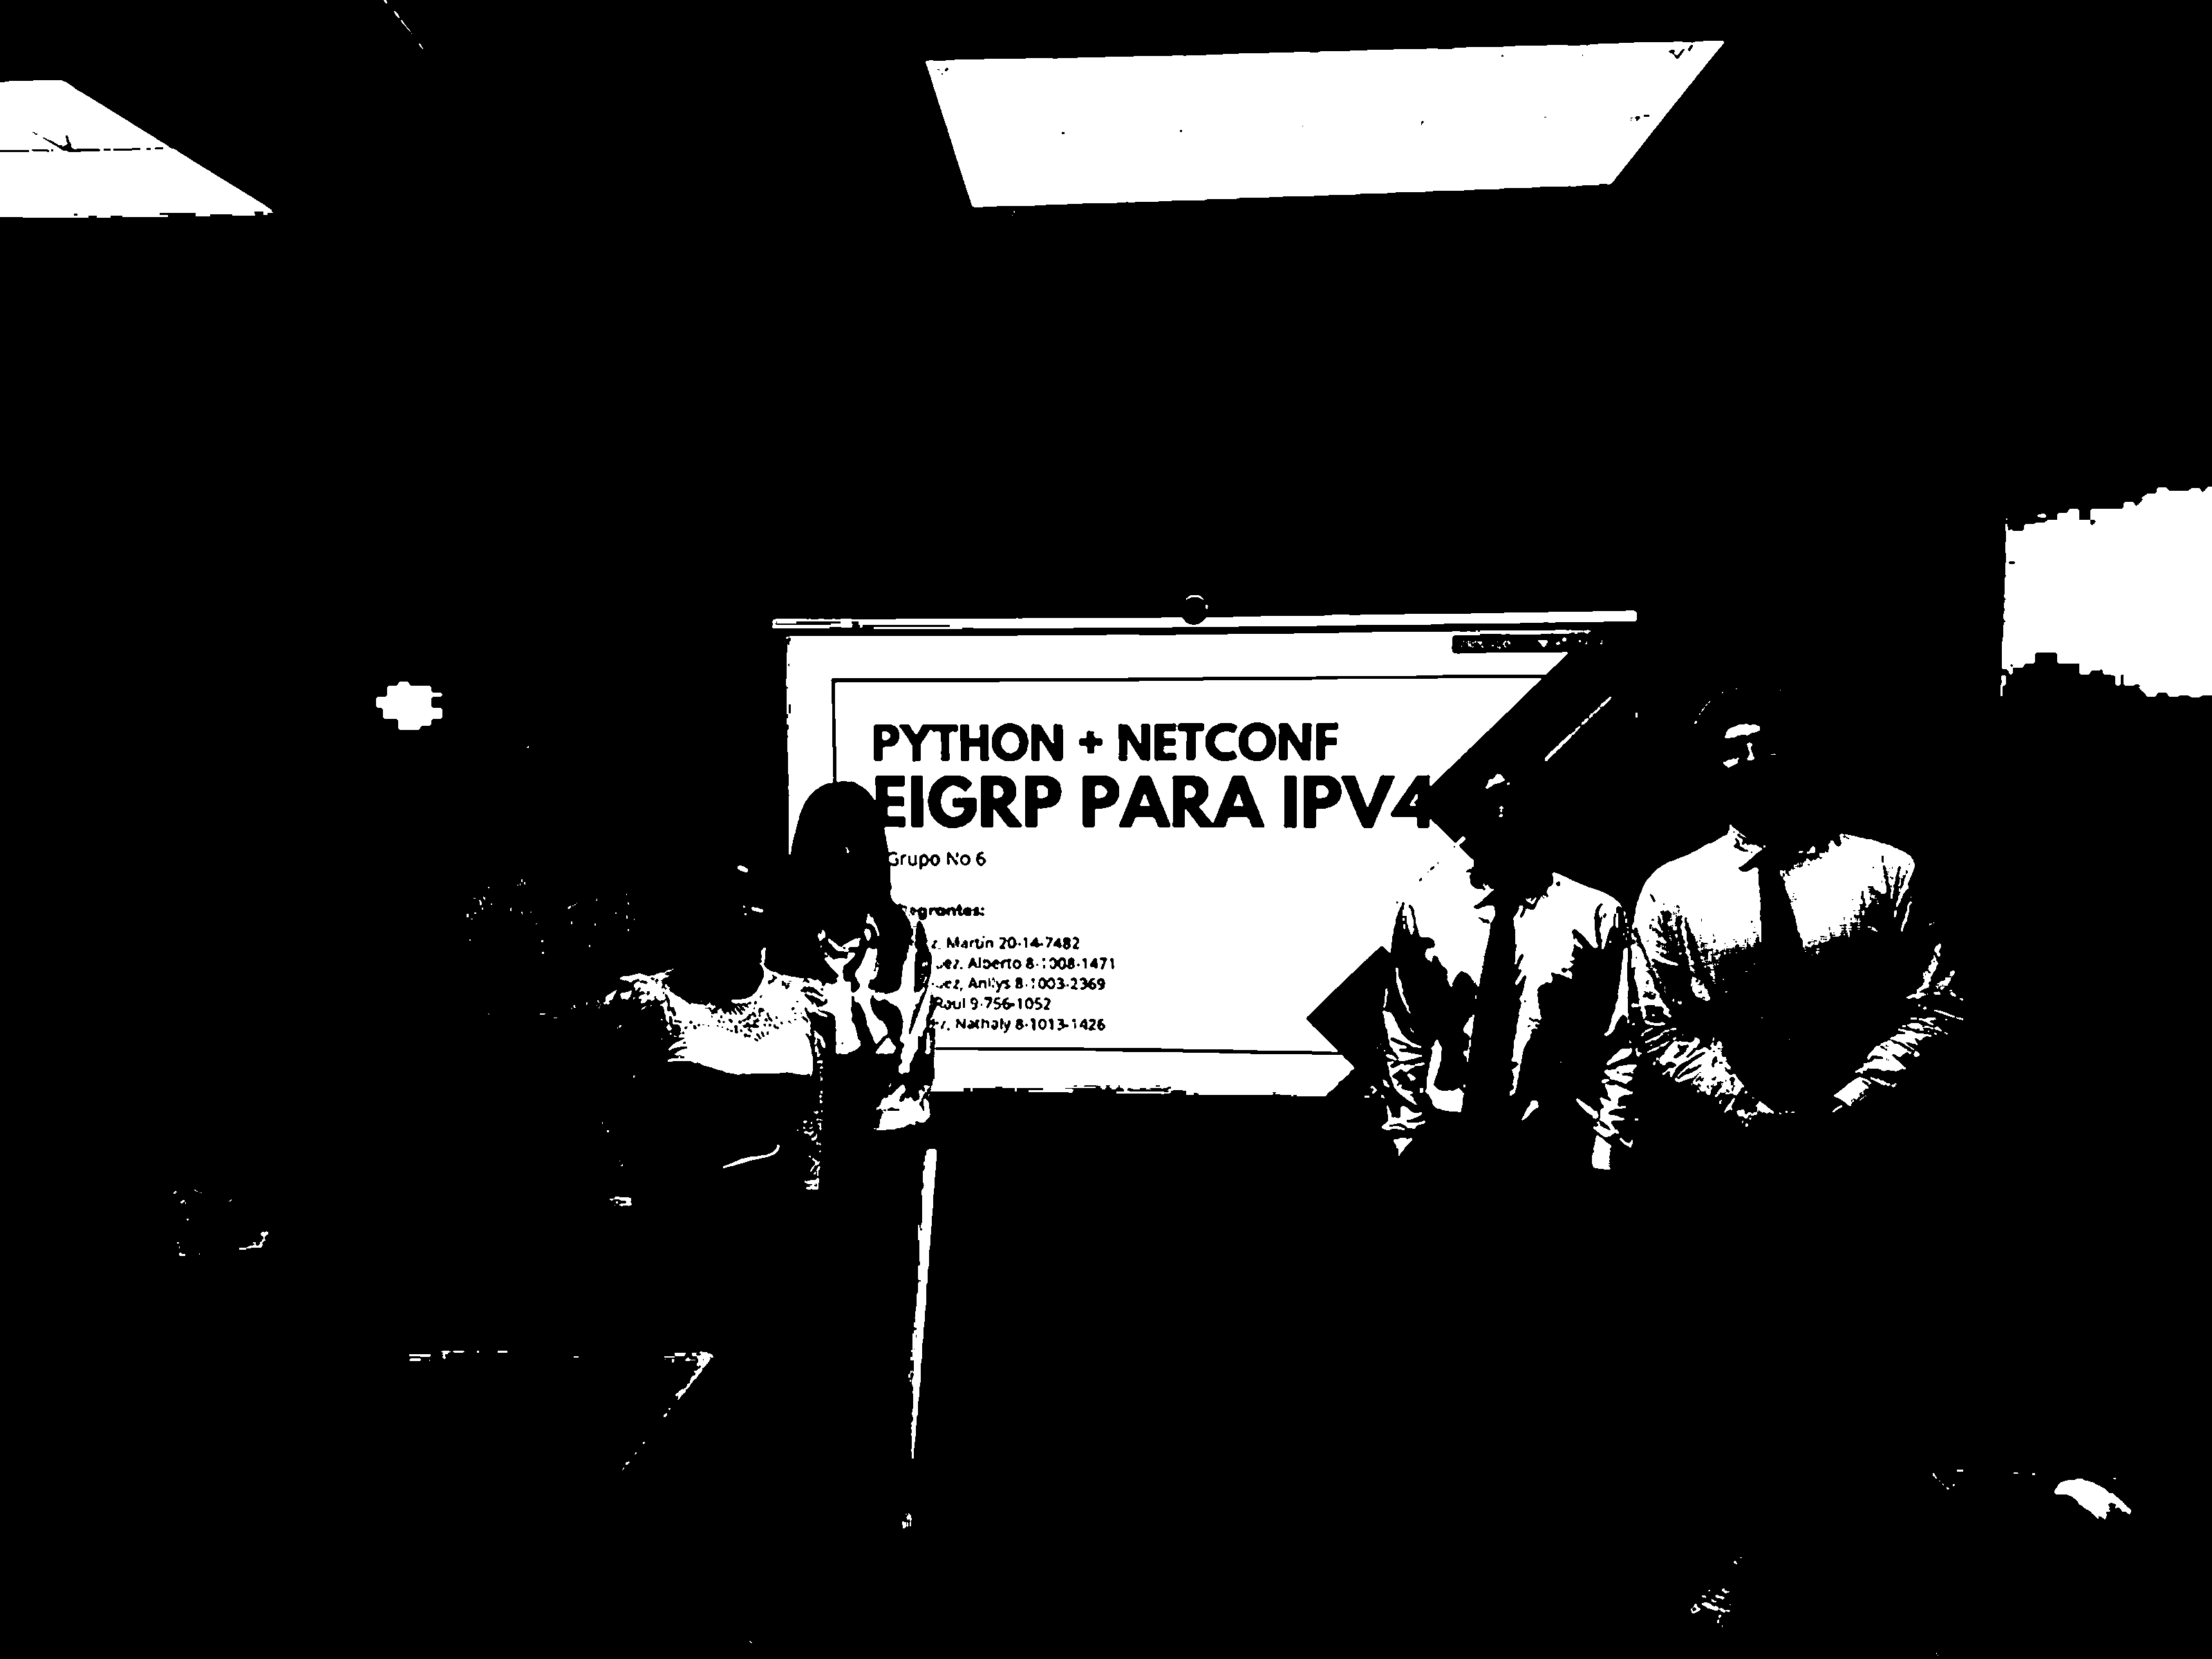 PYTHON + NETCONF
EIGRP PARA IPV4
Grupo No 6
egrantes:
z, Martin 20-14-7482
ez, Alberto 8-1008-1471
ez, Anllys 8-1003-2369
Raul 9-756-1052
z, Nathaly 8-1013-1426